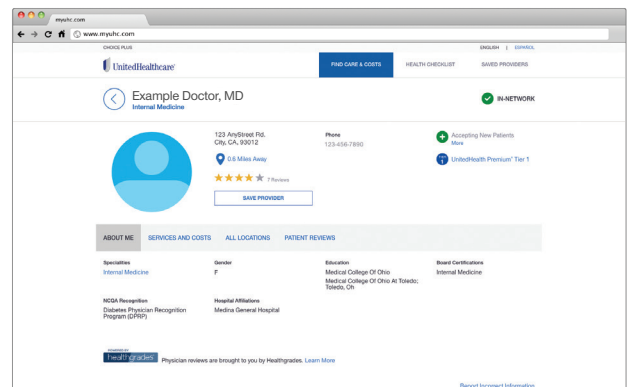 myuhc.com
www.myuhc.com
CHOICE PLUS
ENGLISH | ESPAÑOL
UnitedHealthcare®
FIND CARE & COSTS
HEALTH CHECKLIST
SAVED PROVIDERS
Example Doctor, MD
Internal Medicine
IN-NETWORK
123 AnyStreet Rd.
City, CA, 93012
0.6 Miles Away
7 Reviews
SAVE PROVIDER
Phone
123-456-7890
Accepting New Patients
More
UnitedHealth Premium® Tier 1
ABOUT ME
SERVICES AND COSTS
ALL LOCATIONS
PATIENT REVIEWS
Specialities
Internal Medicine
Gender
F
Education
Medical College Of Ohio
Medical College Of Ohio At Toledo;
Toledo, Oh
Board Certifications
Internal Medicine
NCQA Recognition
Diabetes Physician Recognition
Program (DPRP)
Hospital Affiliations
Medina General Hospital
POWERED BY
healthgrades
Physician reviews are brought to you by Healthgrades. Learn More
Report Incorrect Information